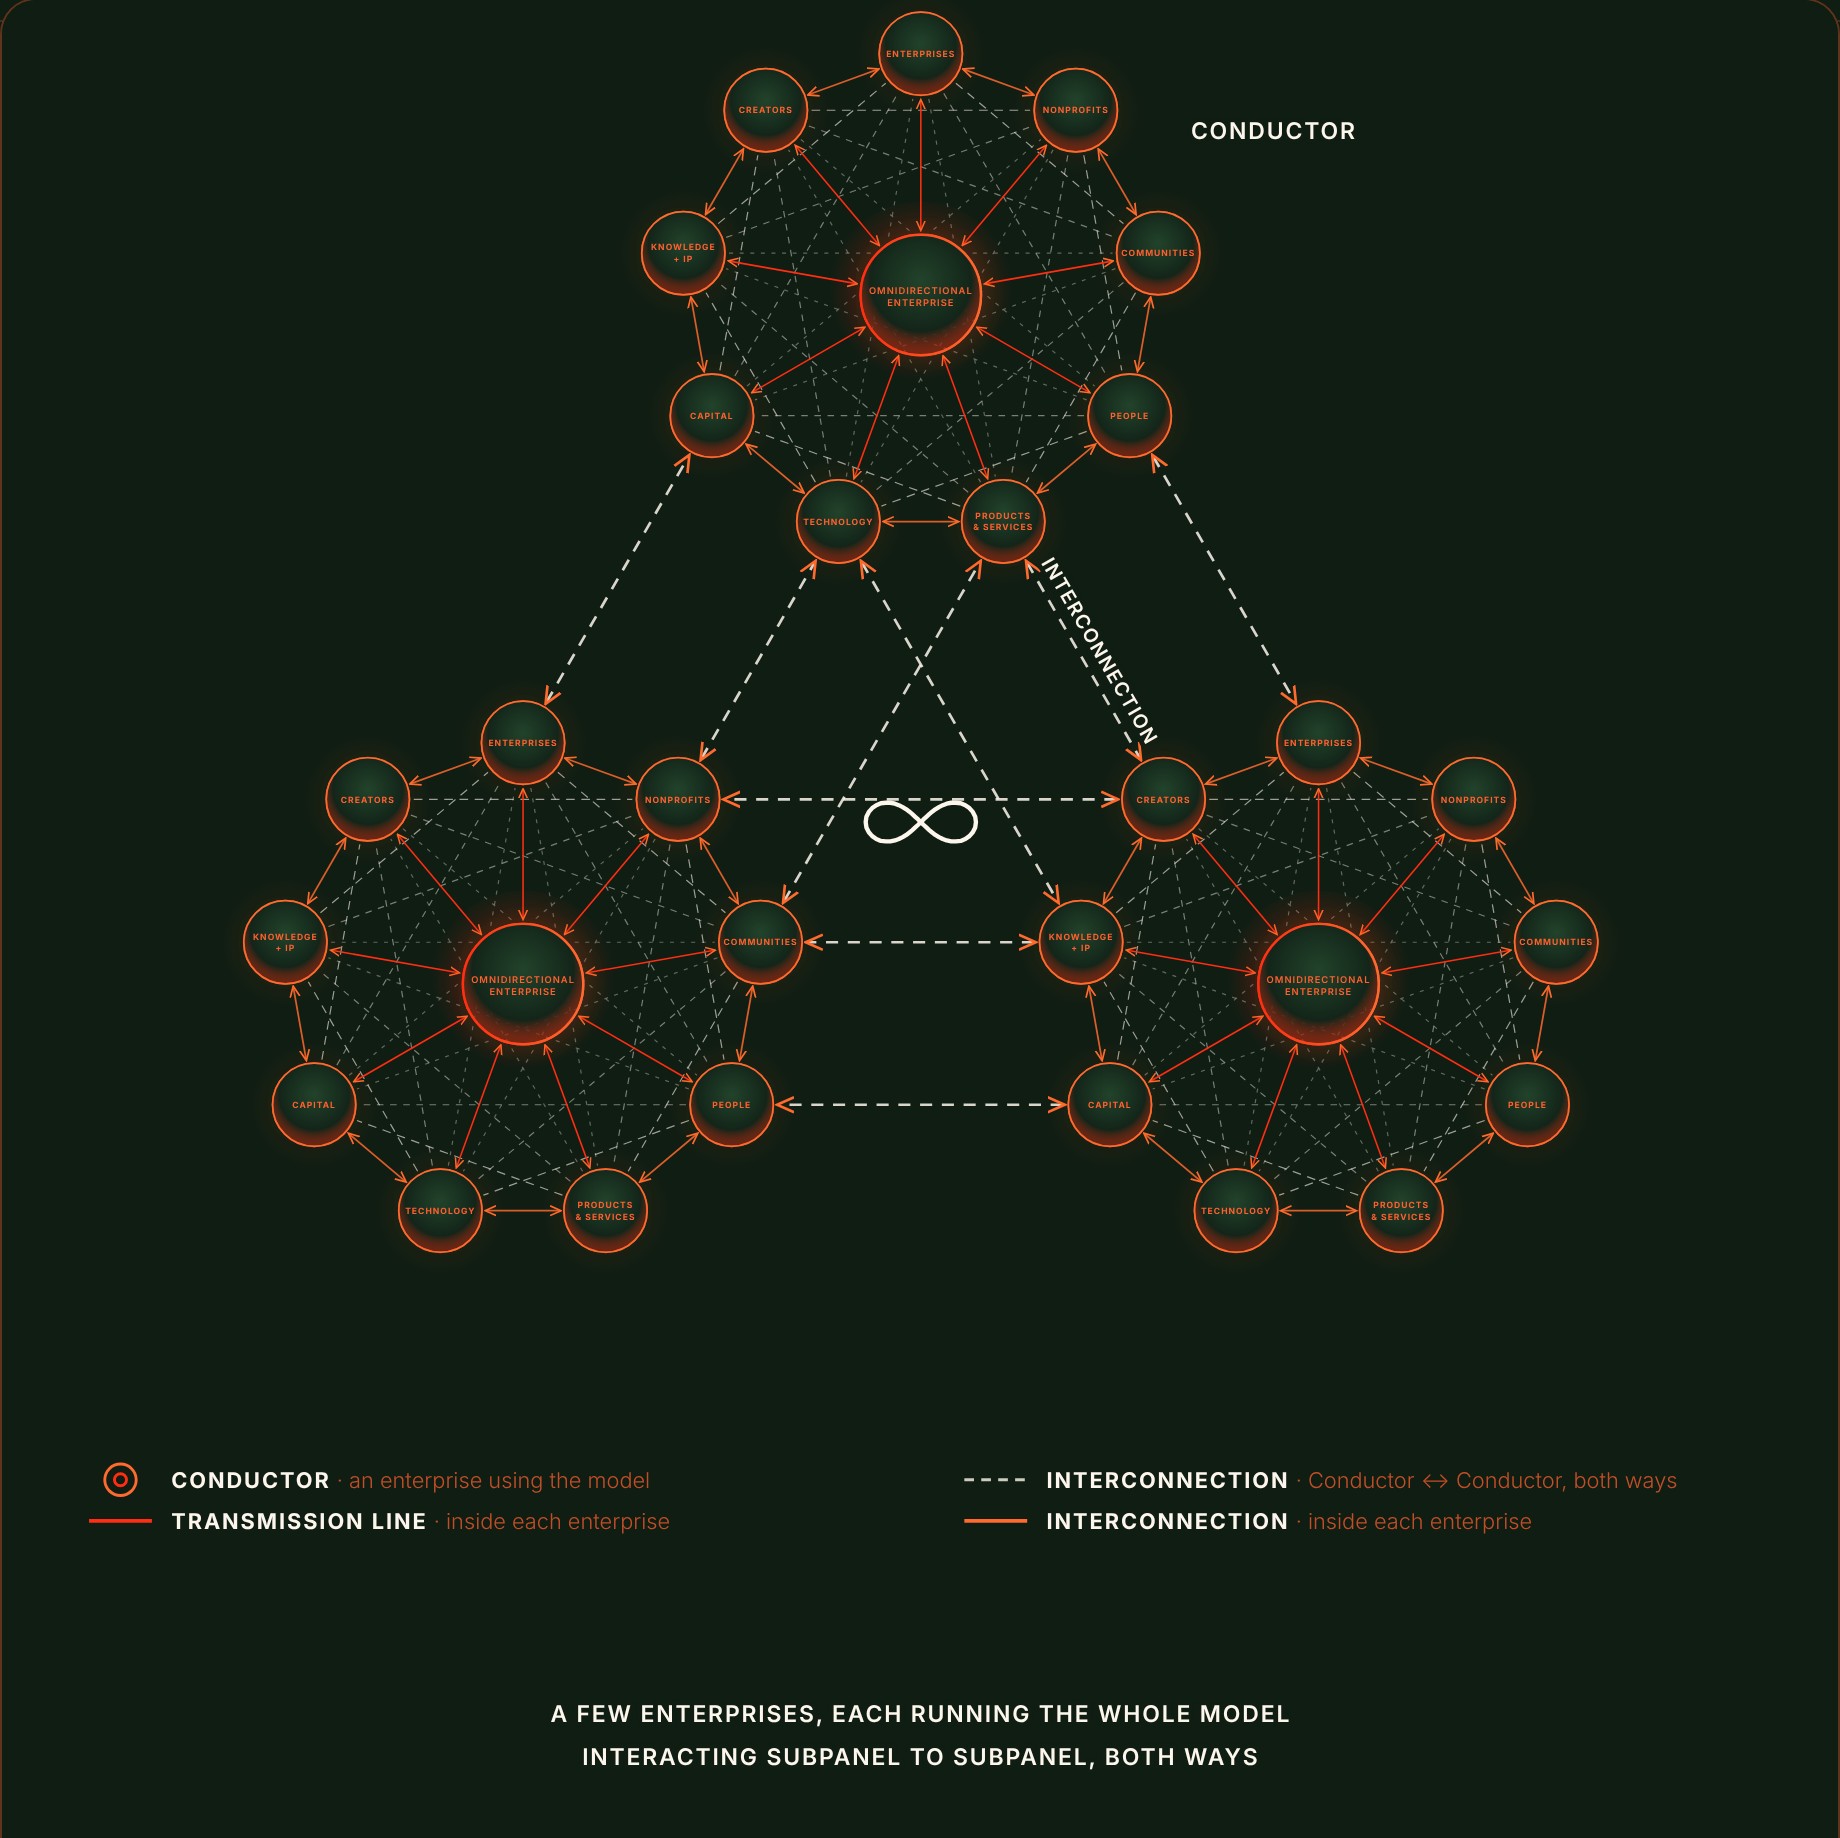 ENTERPRISES
CREATORS
NONPROFITS
CONDUCTOR
KNOWLEDGE
+ IP
COMMUNITIES
OMNIDIRECTIONAL
ENTERPRISE
CAPITAL
PEOPLE
TECHNOLOGY
PRODUCTS
& SERVICES
INTERCONNECTION
ENTERPRISES
CREATORS
NONPROFITS
KNOWLEDGE
+ IP
COMMUNITIES
OMNIDIRECTIONAL
ENTERPRISE
CAPITAL
PEOPLE
TECHNOLOGY
PRODUCTS
& SERVICES
ENTERPRISES
CREATORS
NONPROFITS
KNOWLEDGE
+ IP
COMMUNITIES
OMNIDIRECTIONAL
ENTERPRISE
CAPITAL
PEOPLE
TECHNOLOGY
PRODUCTS
& SERVICES
CONDUCTOR · an enterprise using the model
TRANSMISSION LINE · inside each enterprise
INTERCONNECTION · Conductor ↔ Conductor, both ways
INTERCONNECTION · inside each enterprise
A FEW ENTERPRISES, EACH RUNNING THE WHOLE MODEL
INTERACTING SUBPANEL TO SUBPANEL, BOTH WAYS